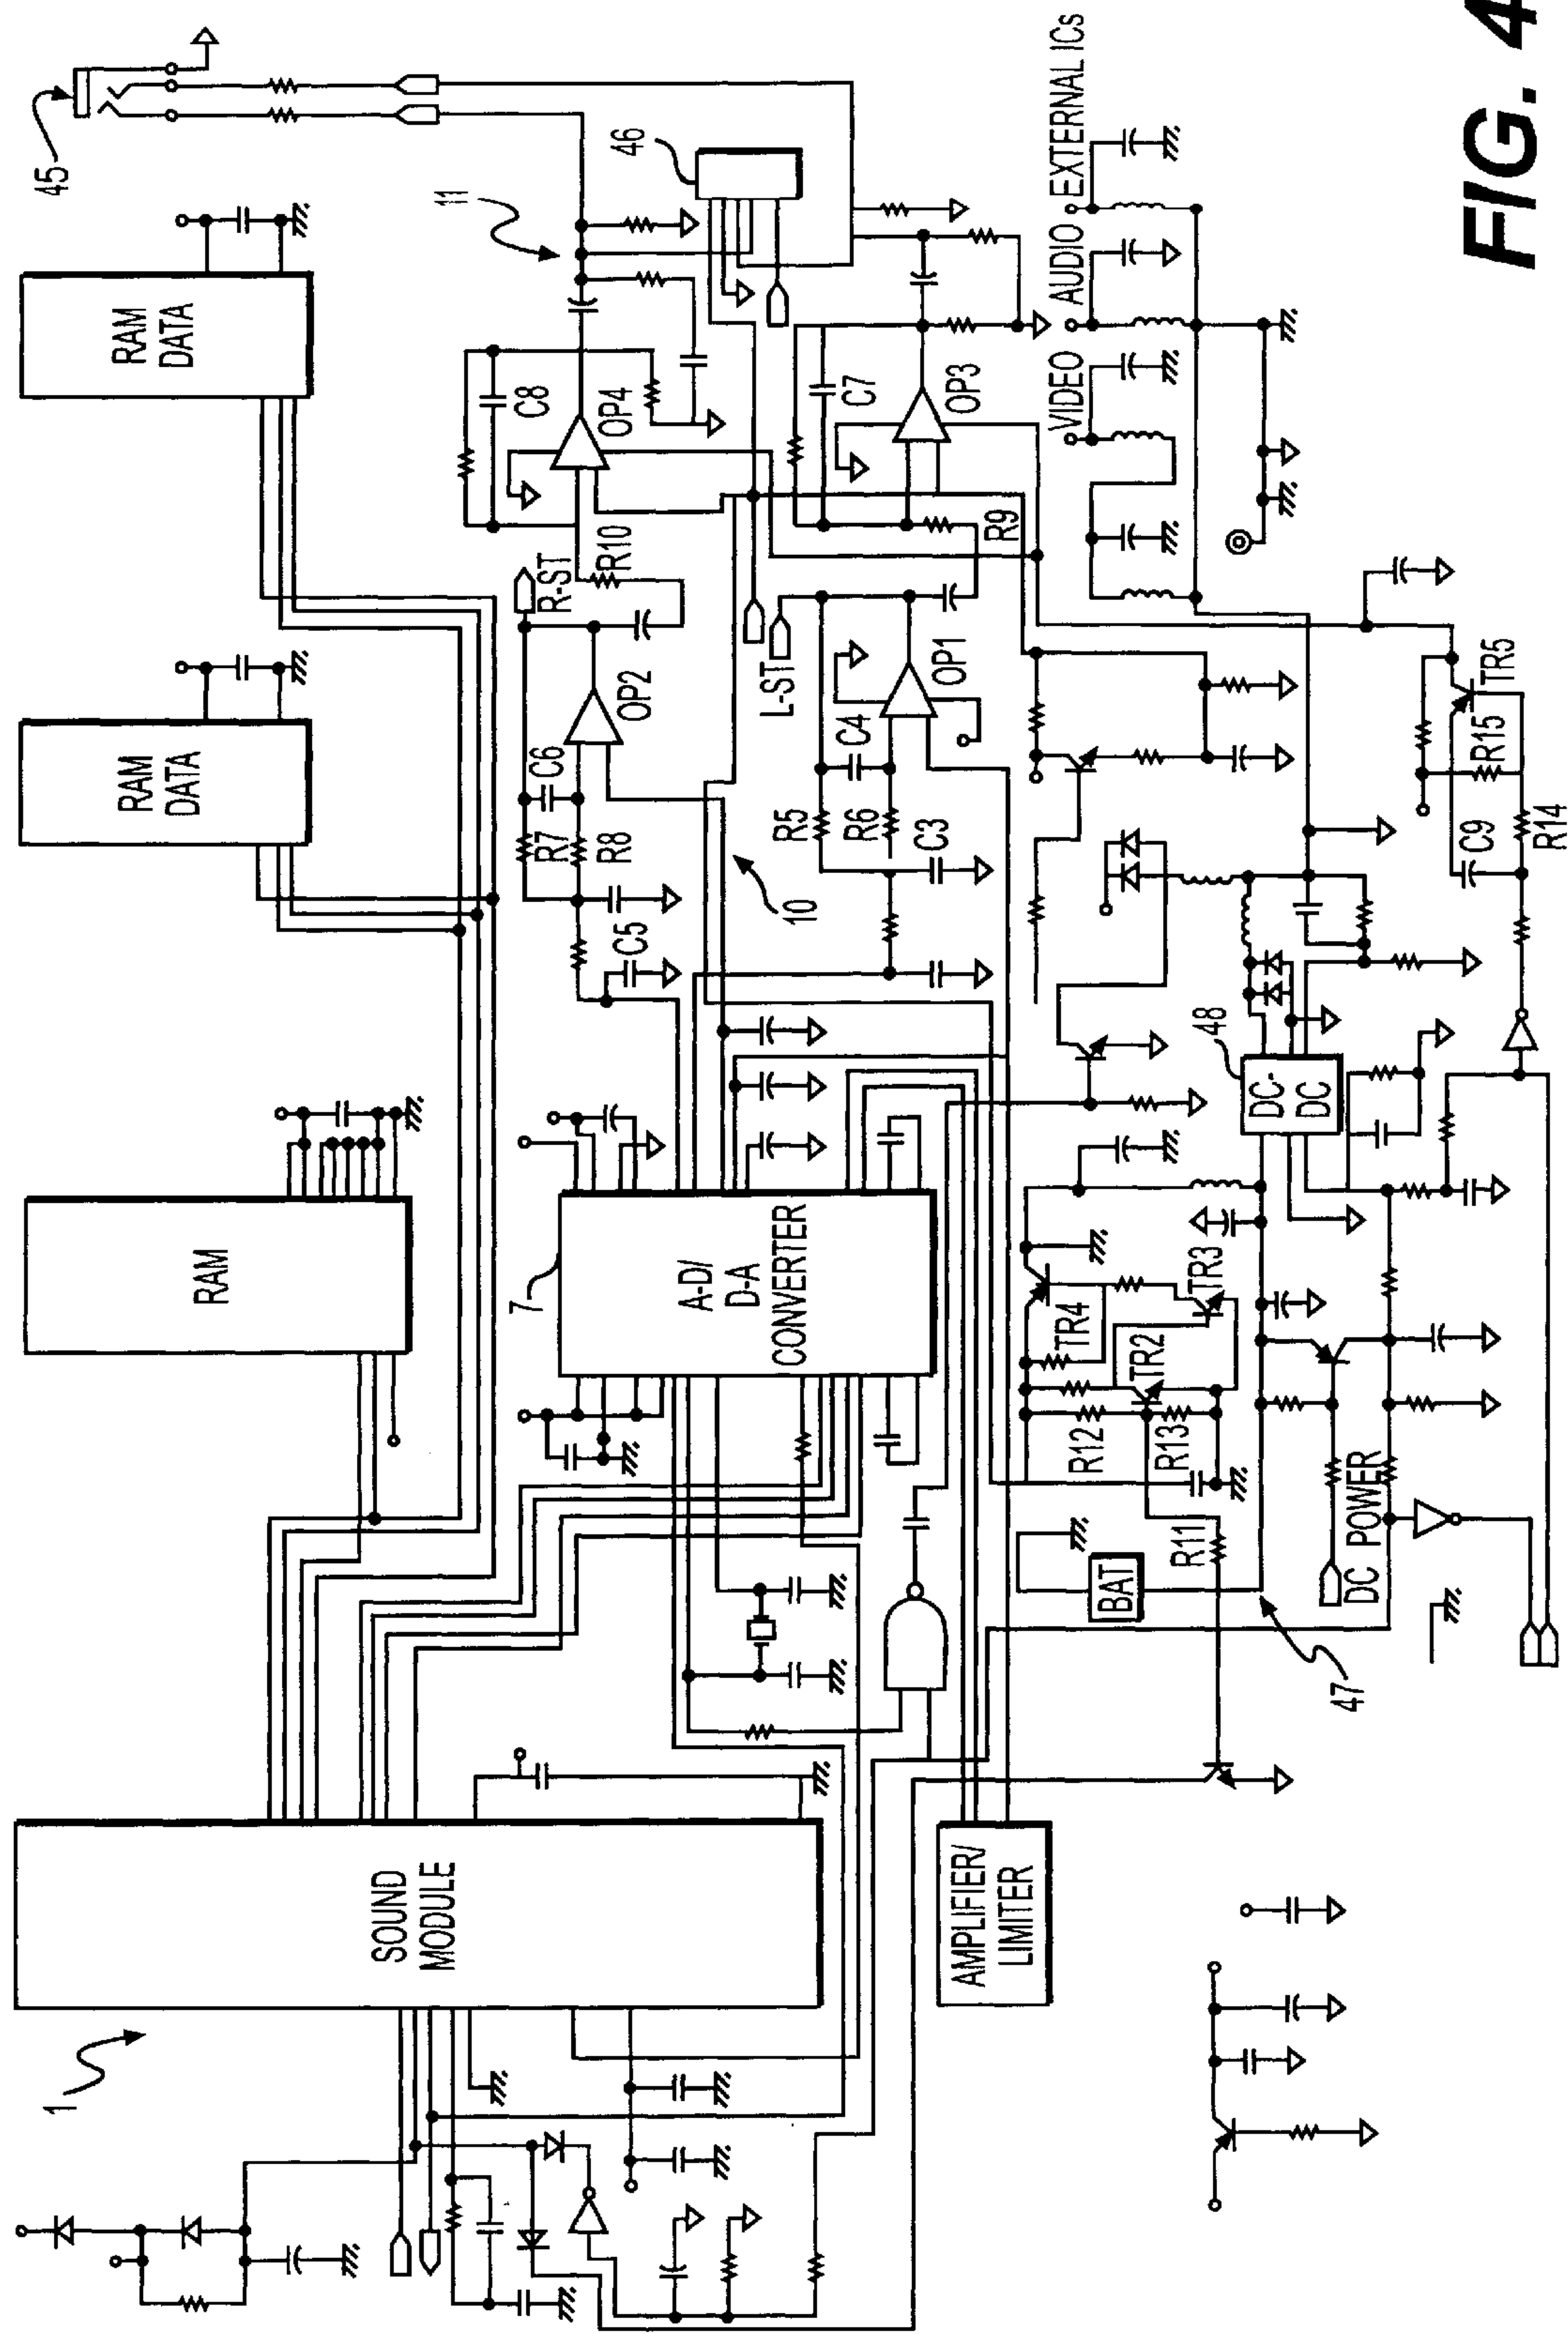 FIG. 4
1
SOUND
MODULE
RAM
RAM
DATA
RAM
DATA
45
46
11
7
A-D/
D-A
CONVERTER
C5
R7
R8
C6
OP2
R-ST
R10
C8
OP4
10
L-ST
R5
R6
C3
C4
OP1
R9
C7
OP3
VIDEO
AUDIO
EXTERNAL ICs
AMPLIFIER/
LIMITER
BAT
R11
R12
R13
TR2
TR4
TR3
47
DC POWER
48
DC-
DC
C9
R14
R15
TR5